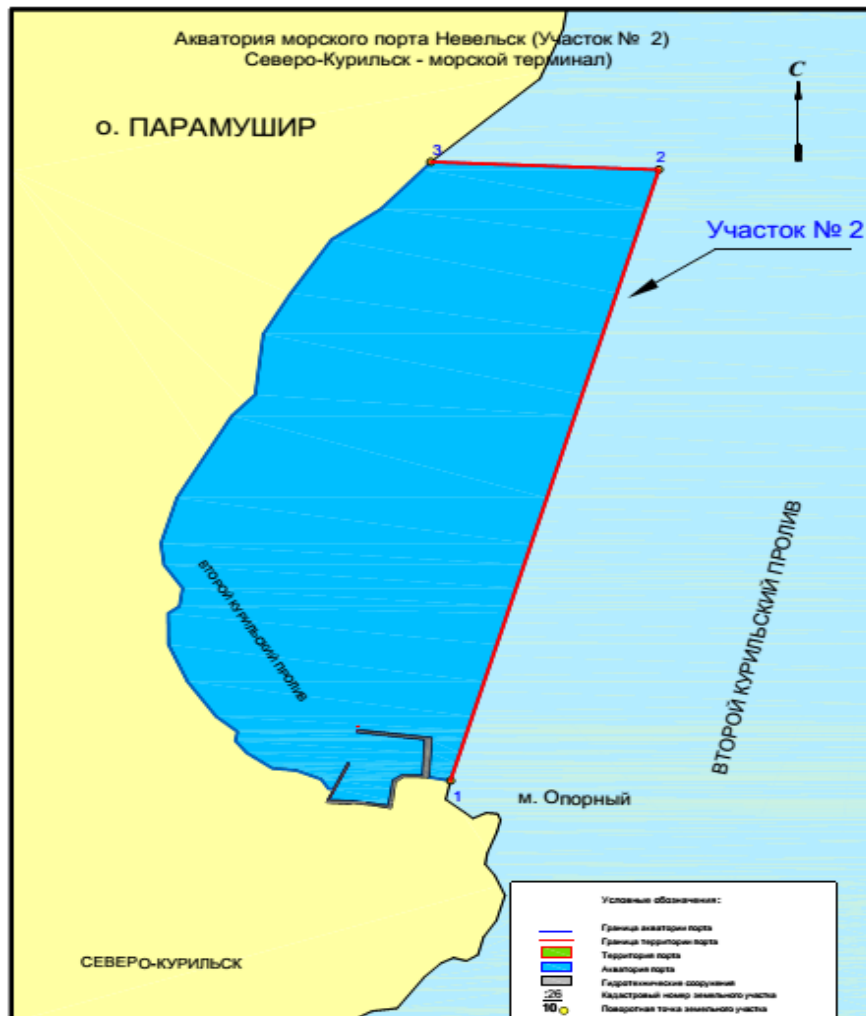 Акватория морского порта Невельск (Участок № 2)
Северо-Курильск - морской терминал)
С
о. ПАРАМУШИР
3
2
Участок № 2
ВТОРОЙ КУРИЛЬСКИЙ ПРОЛИВ
ВТОРОЙ КУРИЛЬСКИЙ ПРОЛИВ
1
м. Опорный
СЕВЕРО-КУРИЛЬСК
Условные обозначения:
Граница акватории порта
Граница территории порта
Территория порта
Акватория порта
Гидротехнические сооружения
:26 Кадастровый номер земельного участка
10 Поворотная точка земельного участка